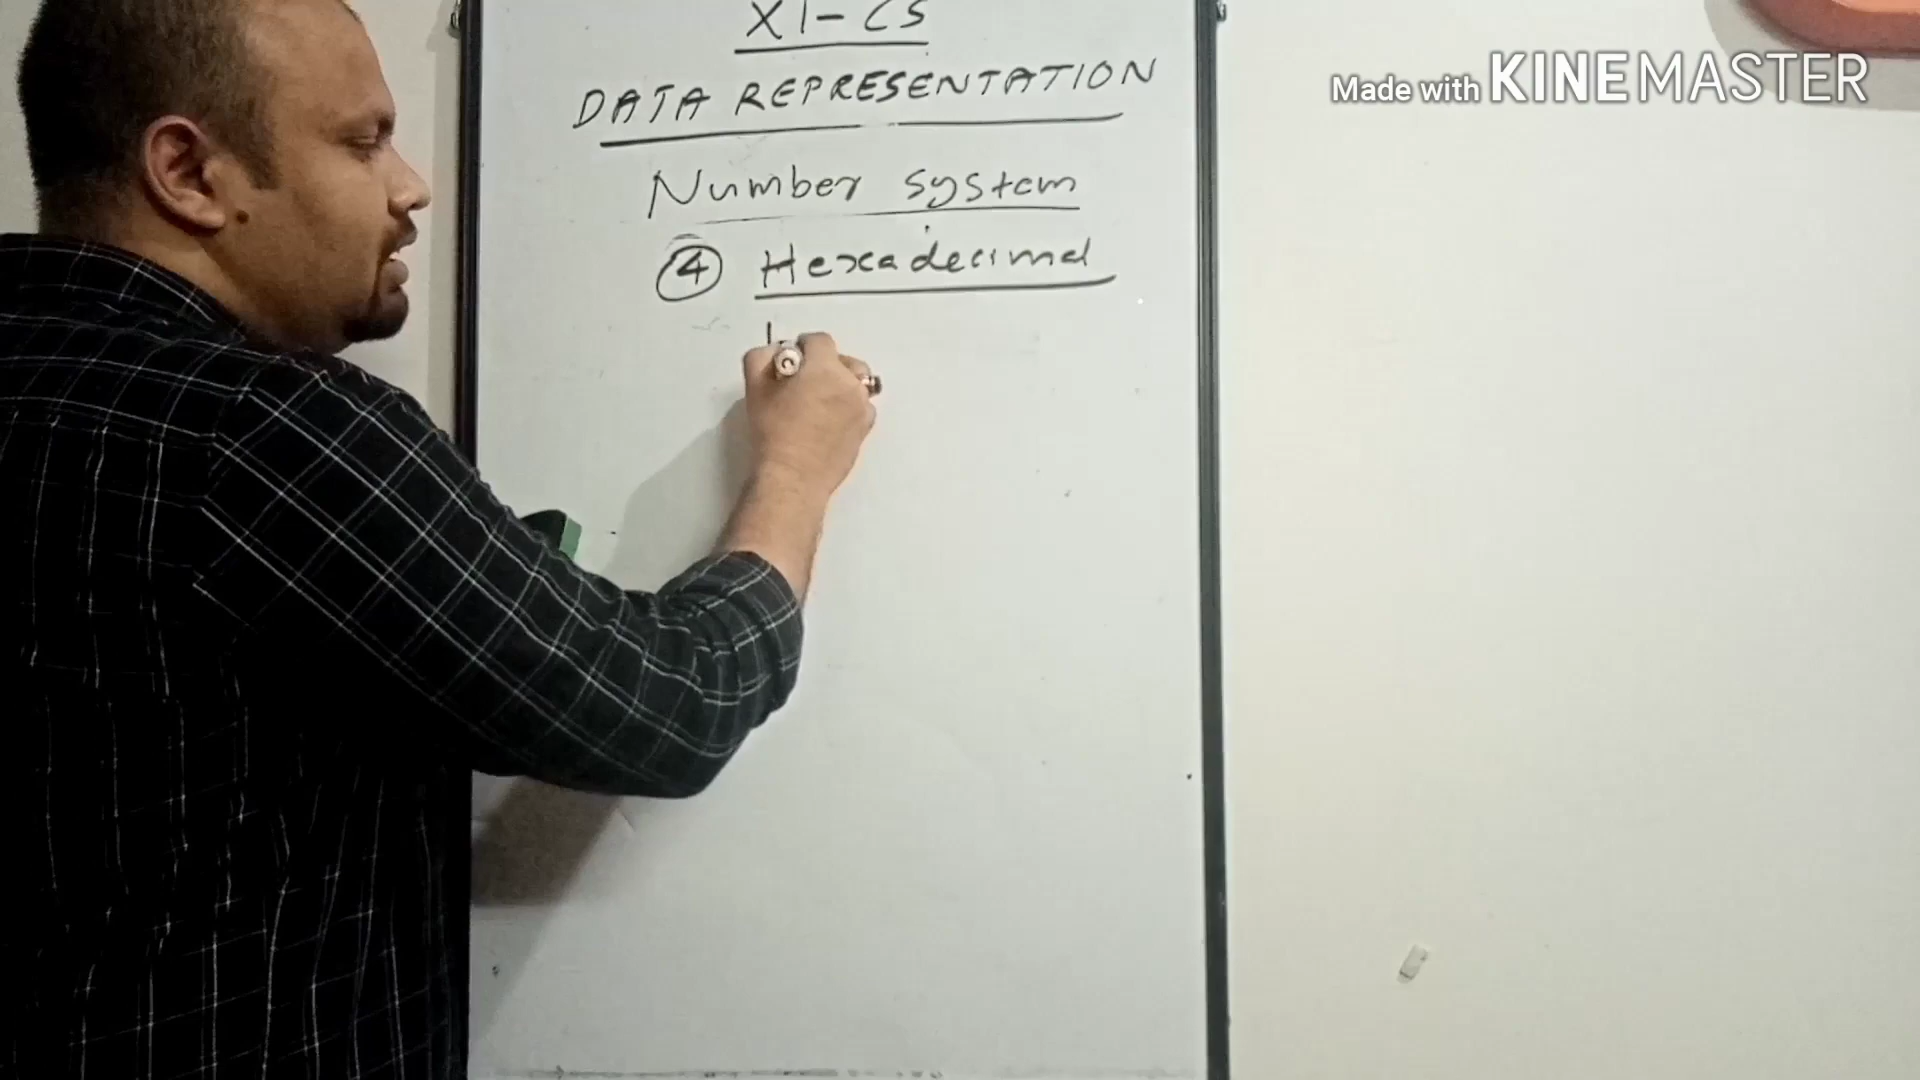 XI-CS
DATA REPRESENTATION
Number system
④ Hexadecimal
Made with KINEMASTER